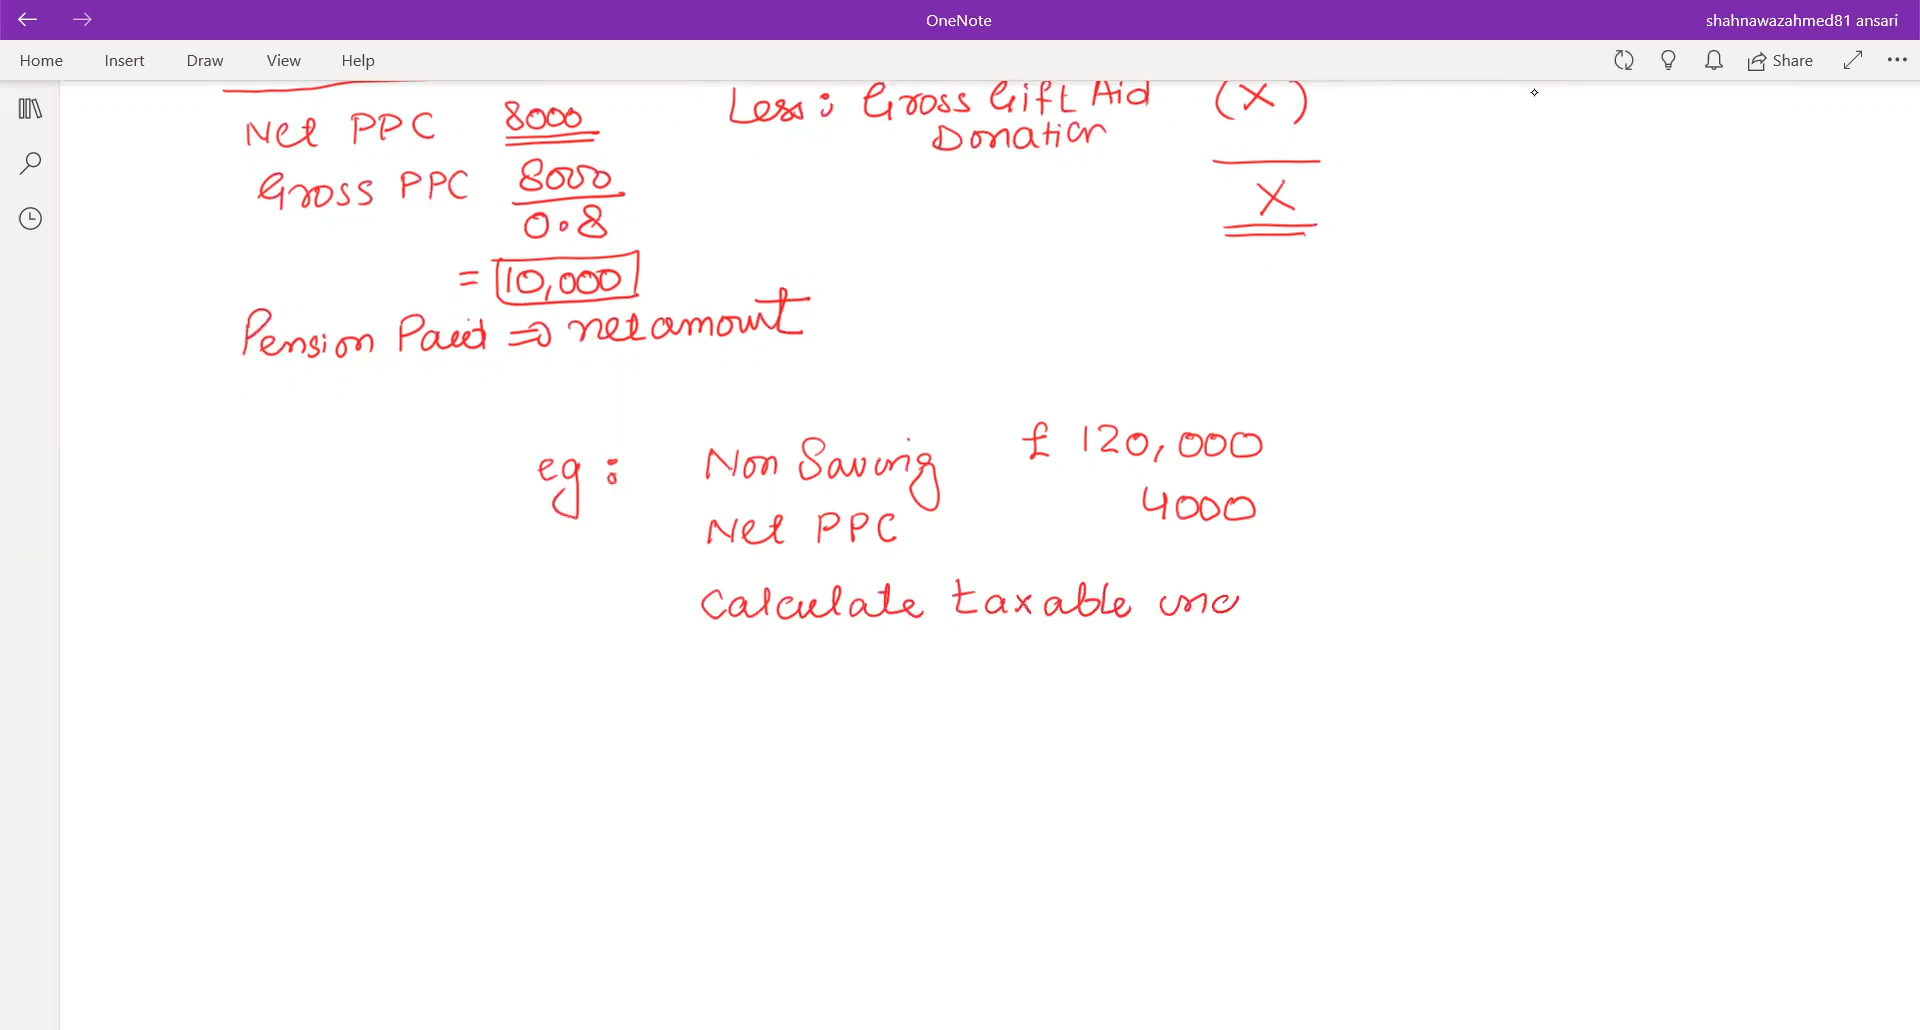 OneNote
shahnawazahmed81 ansari
Home Insert Draw View Help
Share
Net PPC 8000
Gross PPC 8000
0.8
= 10,000
Pension Paid ⇒ net amount
Less : Gross Gift Aid (X)
Donation
X
eg : Non Saving £ 120,000
Net PPC 4000
Calculate taxable inc